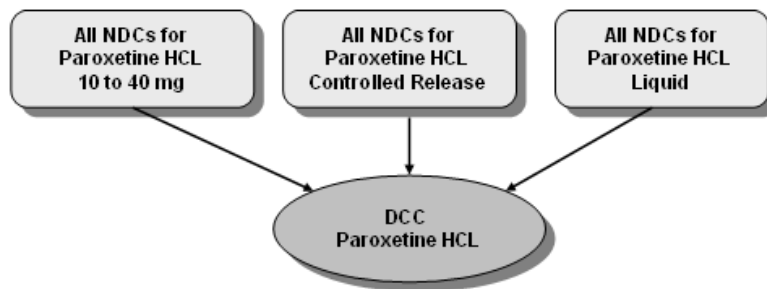 All NDCs for
Paroxetine HCL
10 to 40 mg
All NDCs for
Paroxetine HCL
Controlled Release
All NDCs for
Paroxetine HCL
Liquid
DCC
Paroxetine HCL